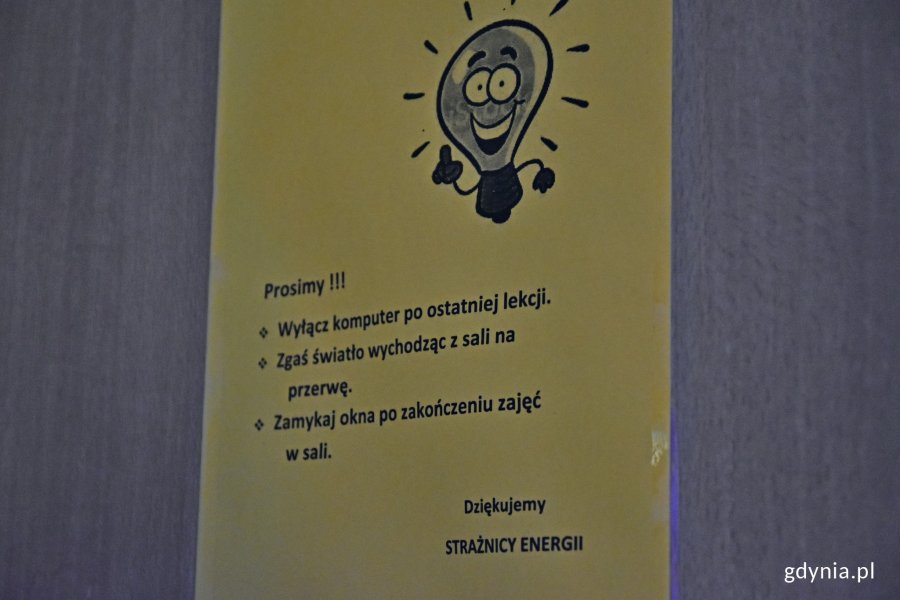 Prosimy !!!
❖ Wyłącz komputer po ostatniej lekcji.
❖ Zgaś światło wychodząc z sali na
przerwę.
❖ Zamykaj okna po zakończeniu zajęć
w sali.
Dziękujemy
STRAŻNICY ENERGII
gdynia.pl